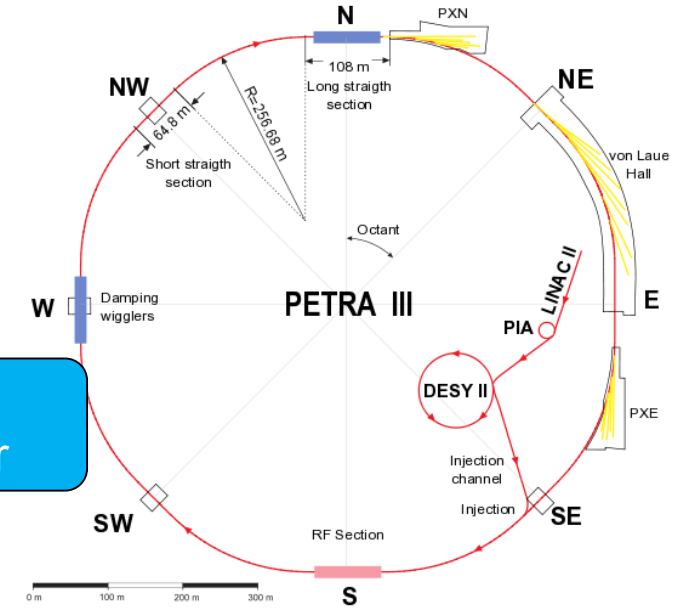 N
PXN
NE
NW
108 m
Long straigth
section
64.8 m
R=256.68 m
Short straigth
section
von Laue
Hall
Octant
LINAC II
W
Damping
wigglers
PETRA III
E
PIA
DESY II
PXE
Injection
channel
Injection
SE
SW
RF Section
S
0 m
100 m
200 m
300 m
r